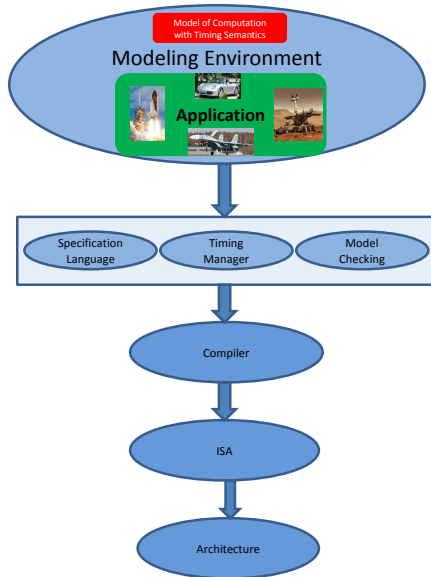 Model of Computation
with Timing Semantics
Modeling Environment
Application
Specification
Language
Timing
Manager
Model
Checking
Compiler
ISA
Architecture